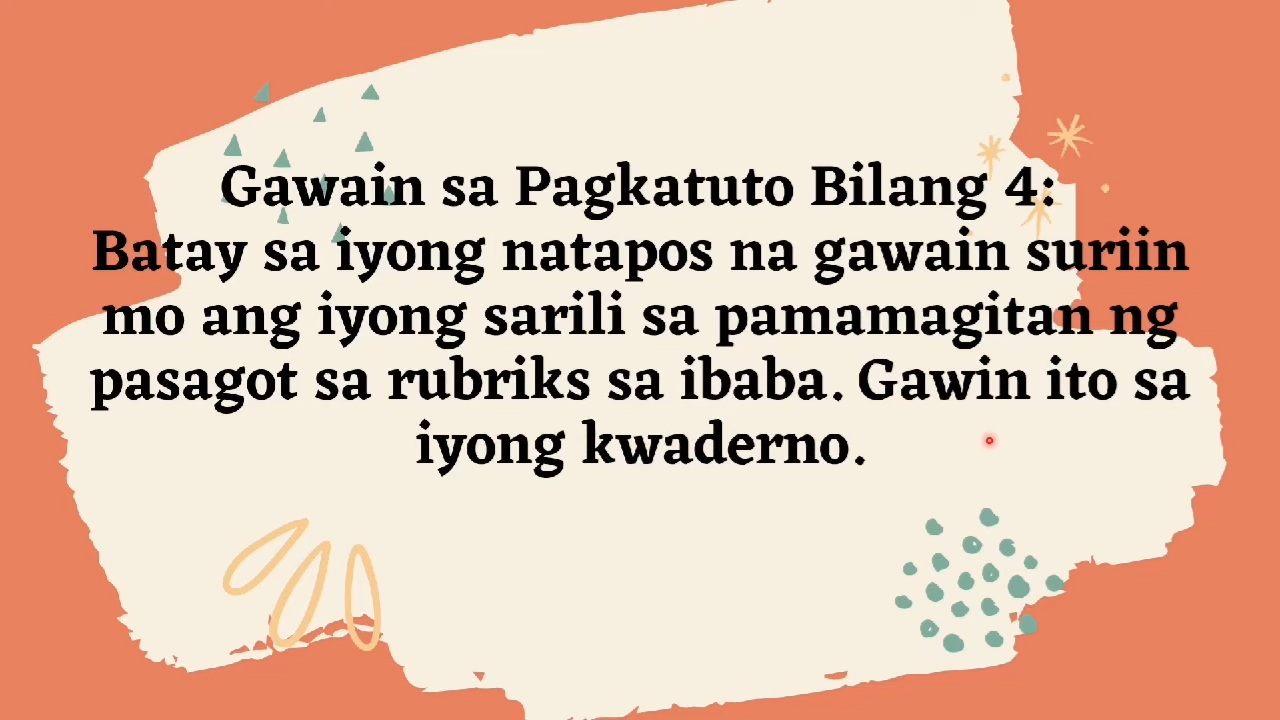 Gawain sa Pagkatuto Bilang 4:
Batay sa iyong natapos na gawain suriin
mo ang iyong sarili sa pamamagitan ng
pasagot sa rubriks sa ibaba. Gawin ito sa
iyong kwaderno.